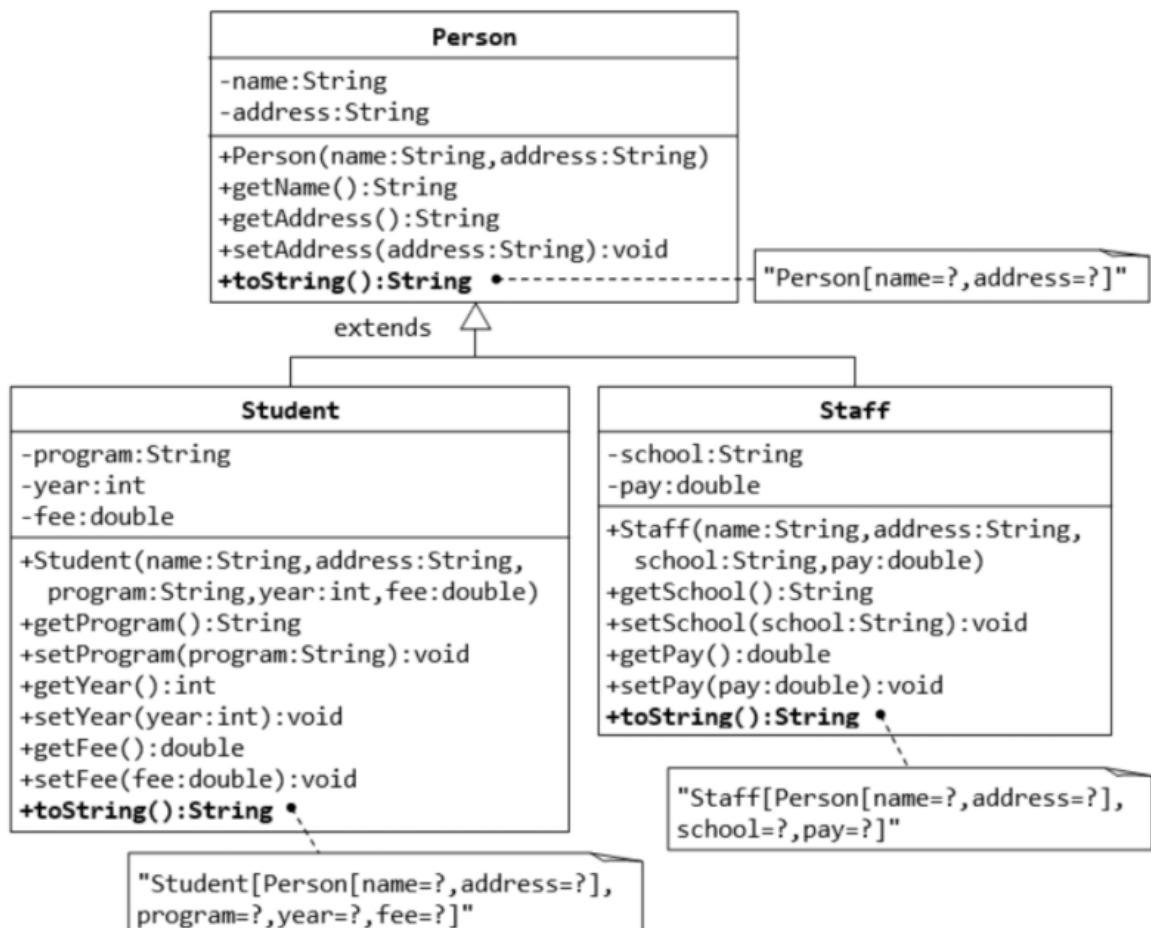 Person
-name:String
-address:String
+Person(name:String,address:String)
+getName():String
+getAddress():String
+setAddress(address:String):void
+toString():String
"Person[name=?,address=?]"
extends
Student
-program:String
-year:int
-fee:double
+Student(name:String,address:String,
program:String,year:int,fee:double)
+getProgram():String
+setProgram(program:String):void
+getYear():int
+setYear(year:int):void
+getFee():double
+setFee(fee:double):void
+toString():String
"Student[Person[name=?,address=?],
program=?,year=?,fee=?]"
Staff
-school:String
-pay:double
+Staff(name:String,address:String,
school:String,pay:double)
+getSchool():String
+setSchool(school:String):void
+getPay():double
+setPay(pay:double):void
+toString():String
"Staff[Person[name=?,address=?],
school=?,pay=?]"